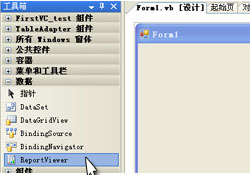 工具箱
FirstVC_test 组件
TableAdapter 组件
所有 Windows 窗体
公共控件
容器
菜单和工具栏
数据
指针
DataSet
DataGridView
BindingSource
BindingNavigator
ReportViewer
组件
Form1.vb [设计]
起始页
Form1